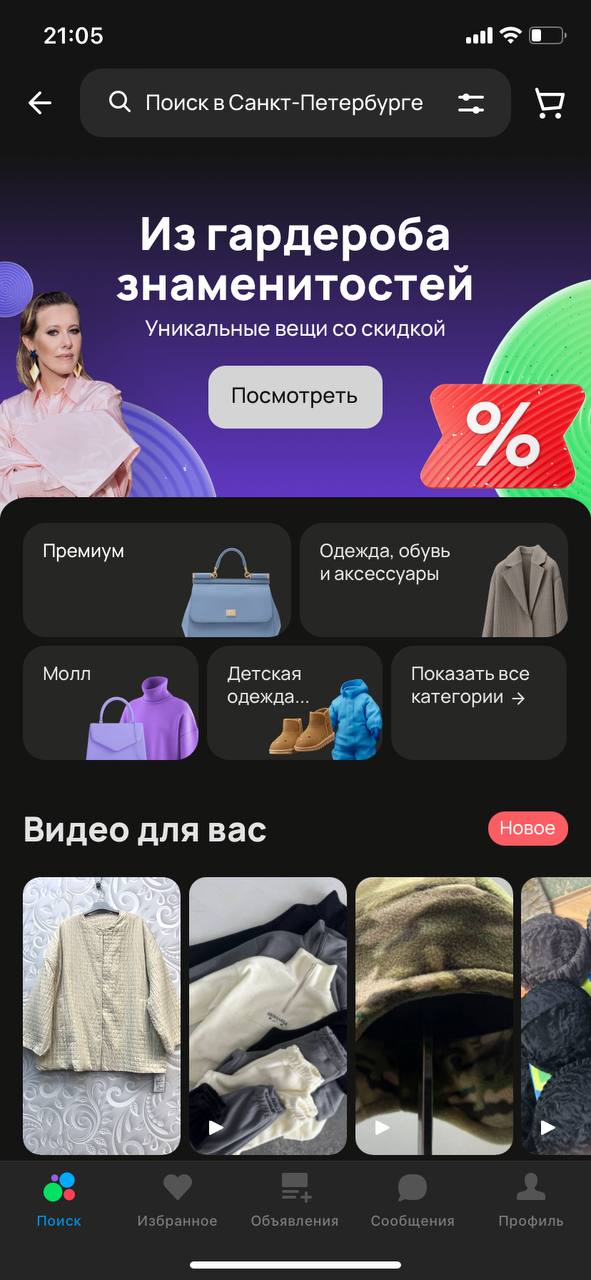 21:05
Поиск в Санкт-Петербурге
Из гардероба
знаменитостей
Уникальные вещи со скидкой
Посмотреть
%
Премиум
Одежда, обувь
и аксессуары
Молл
Детская
одежда...
Показать все
категории →
Видео для вас
Новое
Поиск
Избранное
Объявления
Сообщения
Профиль